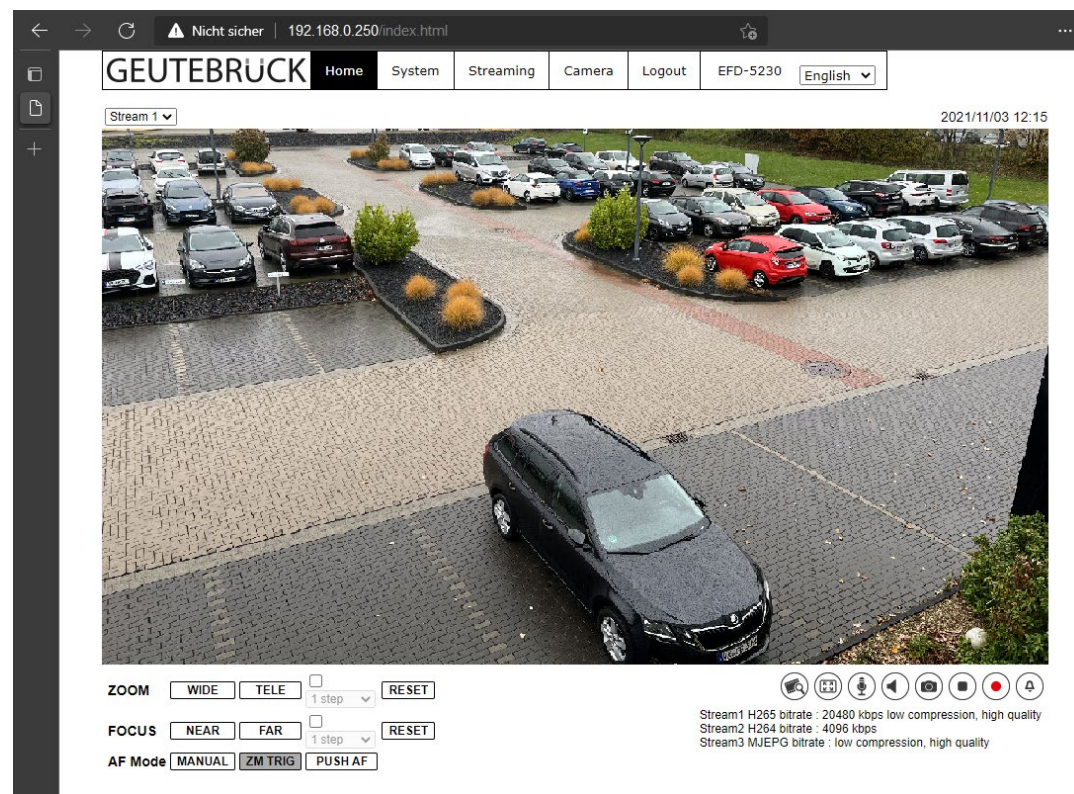 Nicht sicher 192.168.0.250/index.html
GEUTEBRÜCK Home System Streaming Camera Logout EFD-5230 English
Stream 1 2021/11/03 12:15
ZOOM WIDE TELE 1 step RESET
FOCUS NEAR FAR 1 step RESET
AF Mode MANUAL ZM TRIG PUSH AF
Stream1 H265 bitrate : 20480 kbps low compression, high quality
Stream2 H264 bitrate : 4096 kbps
Stream3 MJEPG bitrate : low compression, high quality